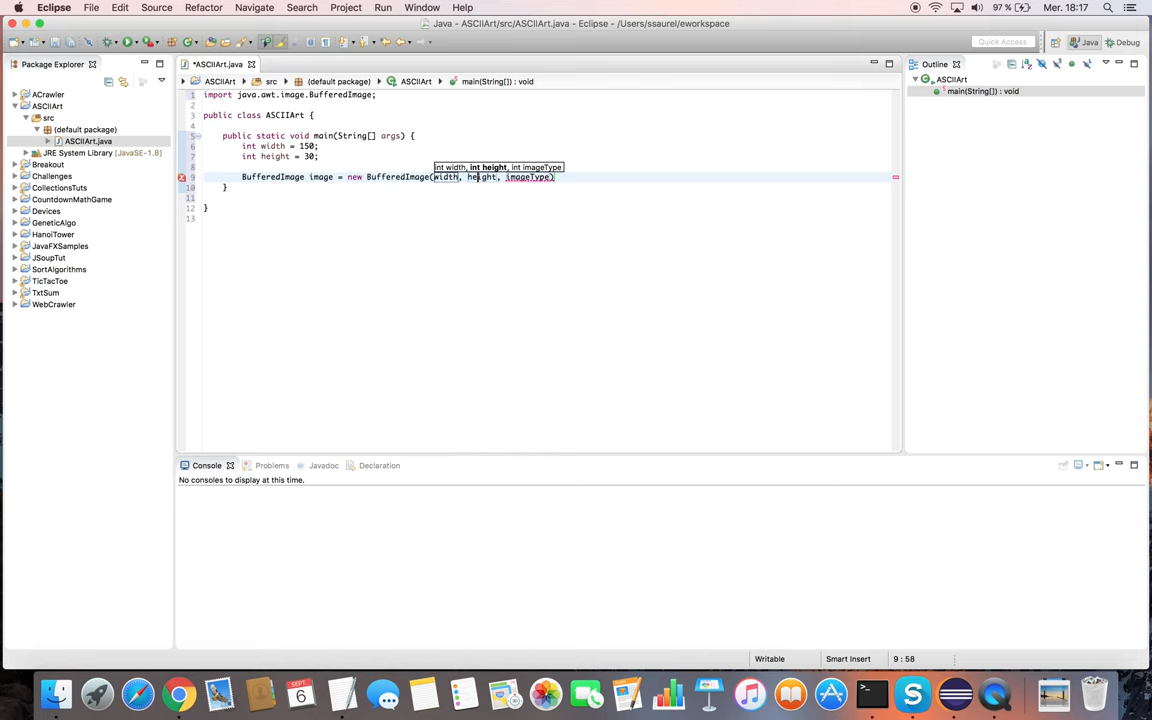 Eclipse File Edit Source Refactor Navigate Search Project Run Window Help 97 % Mer. 18:17
Java - ASCIIArt/src/ASCIIArt.java - Eclipse - /Users/ssaurel/eworkspace
Quick Access Java Debug
Package Explorer
ACrawler
ASCIIArt
src
(default package)
ASCIIArt.java
JRE System Library [JavaSE-1.8]
Breakout
Challenges
CollectionsTuts
CountdownMathGame
Devices
GeneticAlgo
HanoiTower
JavaFXSamples
JSoupTut
SortAlgorithms
TicTacToe
TxtSum
WebCrawler
*ASCIIArt.java
ASCIIArt src (default package) ASCIIArt main(String[]) : void
1 import java.awt.image.BufferedImage;
2
3 public class ASCIIArt {
4
5 public static void main(String[] args) {
6 int width = 150;
7 int height = 30;
8
int width, int height, int imageType
9 BufferedImage image = new BufferedImage(width, height, imageType)
10 }
11
12 }
13
Outline
ASCIIArt
main(String[]) : void
Console Problems Javadoc Declaration
No consoles to display at this time.
Writable Smart Insert 9 : 58
SEP
6